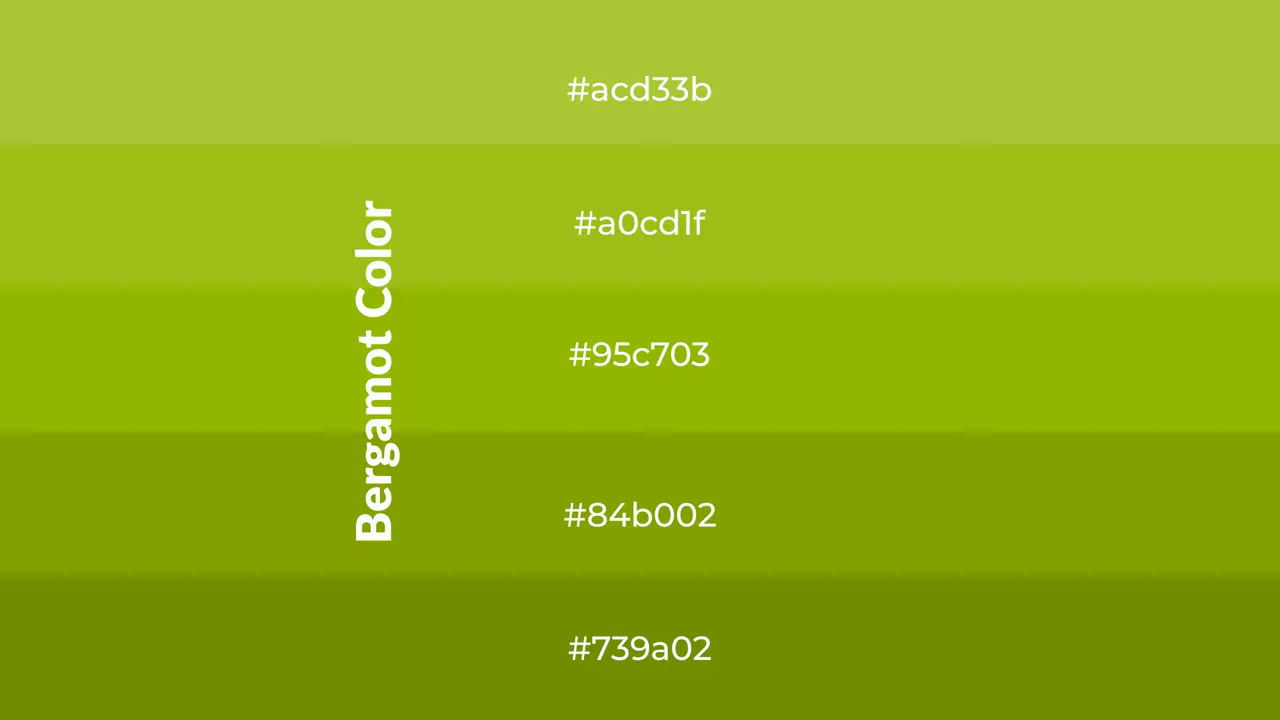 Bergamot Color
#acd33b
#a0cd1f
#95c703
#84b002
#739a02